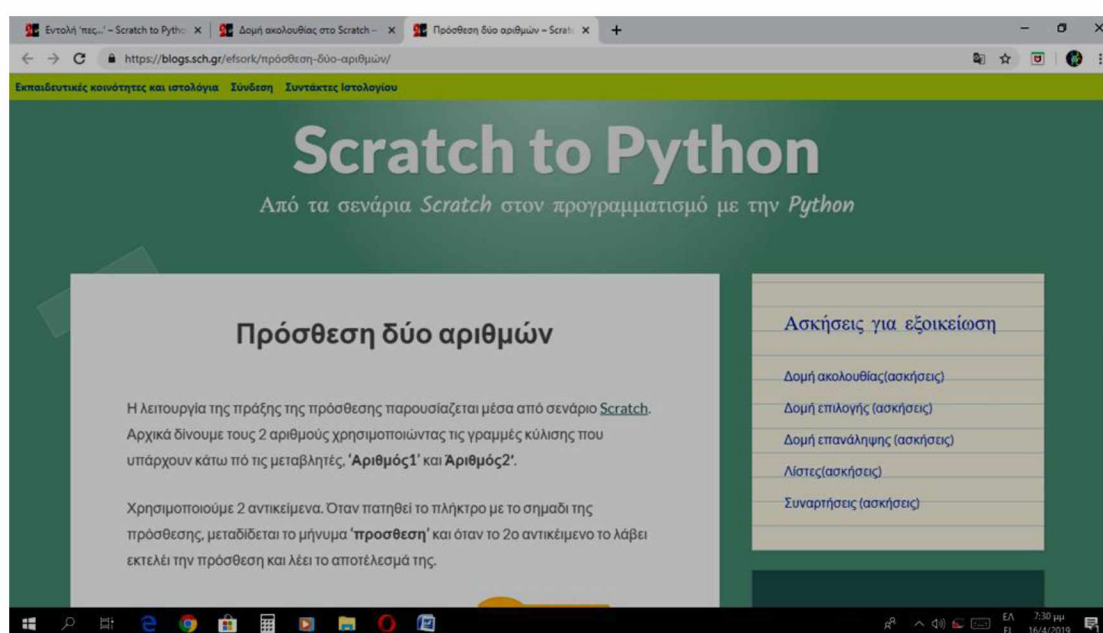 Εντολή 'πες...' – Scratch to Pytho
Δομή ακολουθίας στο Scratch –
Πρόσθεση δύο αριθμών – Scrat
https://blogs.sch.gr/efsork/πρόσθεση-δύο-αριθμών/
Εκπαιδευτικές κοινότητες και ιστολόγια Σύνδεση Συντάκτες Ιστολογίου
Scratch to Python
Από τα σενάρια Scratch στον προγραμματισμό με την Python
Πρόσθεση δύο αριθμών
Η λειτουργία της πράξης της πρόσθεσης παρουσίαζεται μέσα από σενάριο Scratch.
Αρχικά δίνουμε τους 2 αριθμούς χρησιμοποιώντας τις γραμμές κύλισης που
υπάρχουν κάτω πό τις μεταβλητές, 'Αριθμός1' και Άριθμός2'.
Χρησιμοποιούμε 2 αντικείμενα. Όταν πατηθεί το πλήκτρο με το σημαδι της
πρόσθεσης, μεταδίδεται το μήνυμα 'προσθεση' και όταν το 2ο αντικέιμενο το λάβει
εκτελέι την πρόσθεση και λέει το αποτέλεσμά της.
Ασκήσεις για εξοικείωση
Δομή ακολουθίας(ασκήσεις)
Δομή επιλογής (ασκήσεις)
Δομή επανάληψης (ασκήσεις)
Λίστες(ασκήσεις)
Συναρτήσεις (ασκήσεις)
ΕΛ 7:30 μμ
EL 16/4/2019